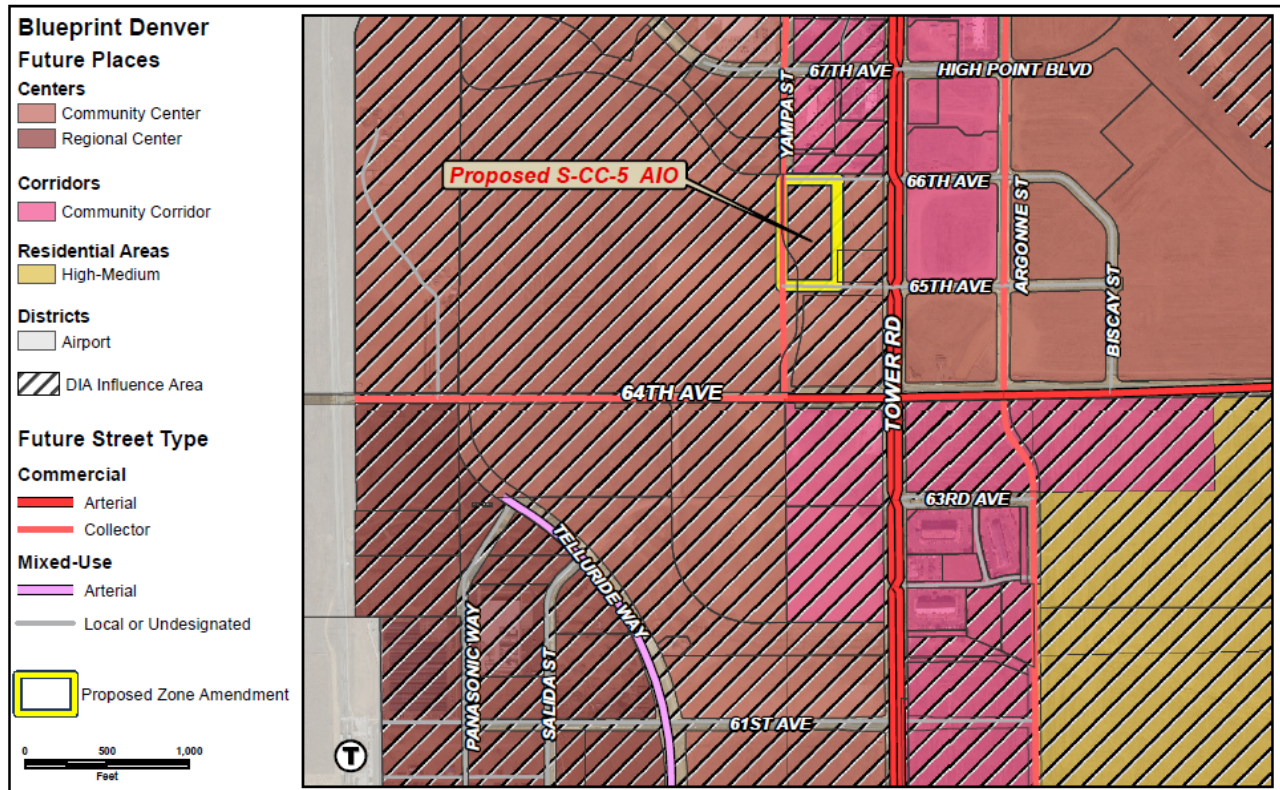 Blueprint Denver
Future Places
Centers
Community Center
Regional Center
Corridors
Community Corridor
Residential Areas
High-Medium
Districts
Airport
DIA Influence Area
Future Street Type
Commercial
Arterial
Collector
Mixed-Use
Arterial
Local or Undesignated
Proposed Zone Amendment
0 500 1,000
Feet
67TH AVE
HIGH POINT BLVD
YAMPA ST
Proposed S-CC-5 AIO
66TH AVE
ARGONNE ST
65TH AVE
BISCAY ST
TOWER RD
64TH AVE
63RD AVE
TELLURIDE WAY
PANASONIC WAY
SALIDA ST
61ST AVE
T